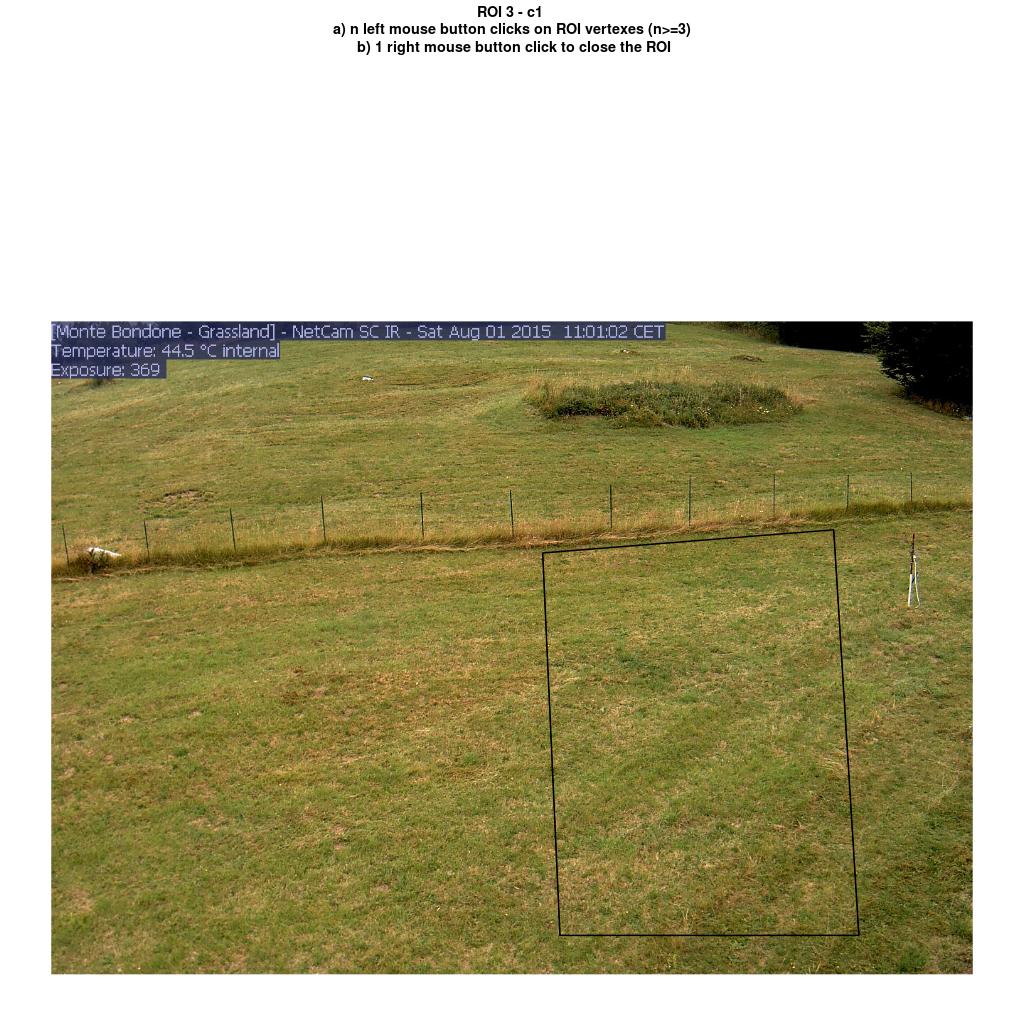 ROI 3 - c1
a) n left mouse button clicks on ROI vertexes (n>=3)
b) 1 right mouse button click to close the ROI
[Monte Bondone - Grassland] - NetCam SC IR - Sat Aug 01 2015 11:01:02 CET
Temperature: 44.5 °C internal
Exposure: 369